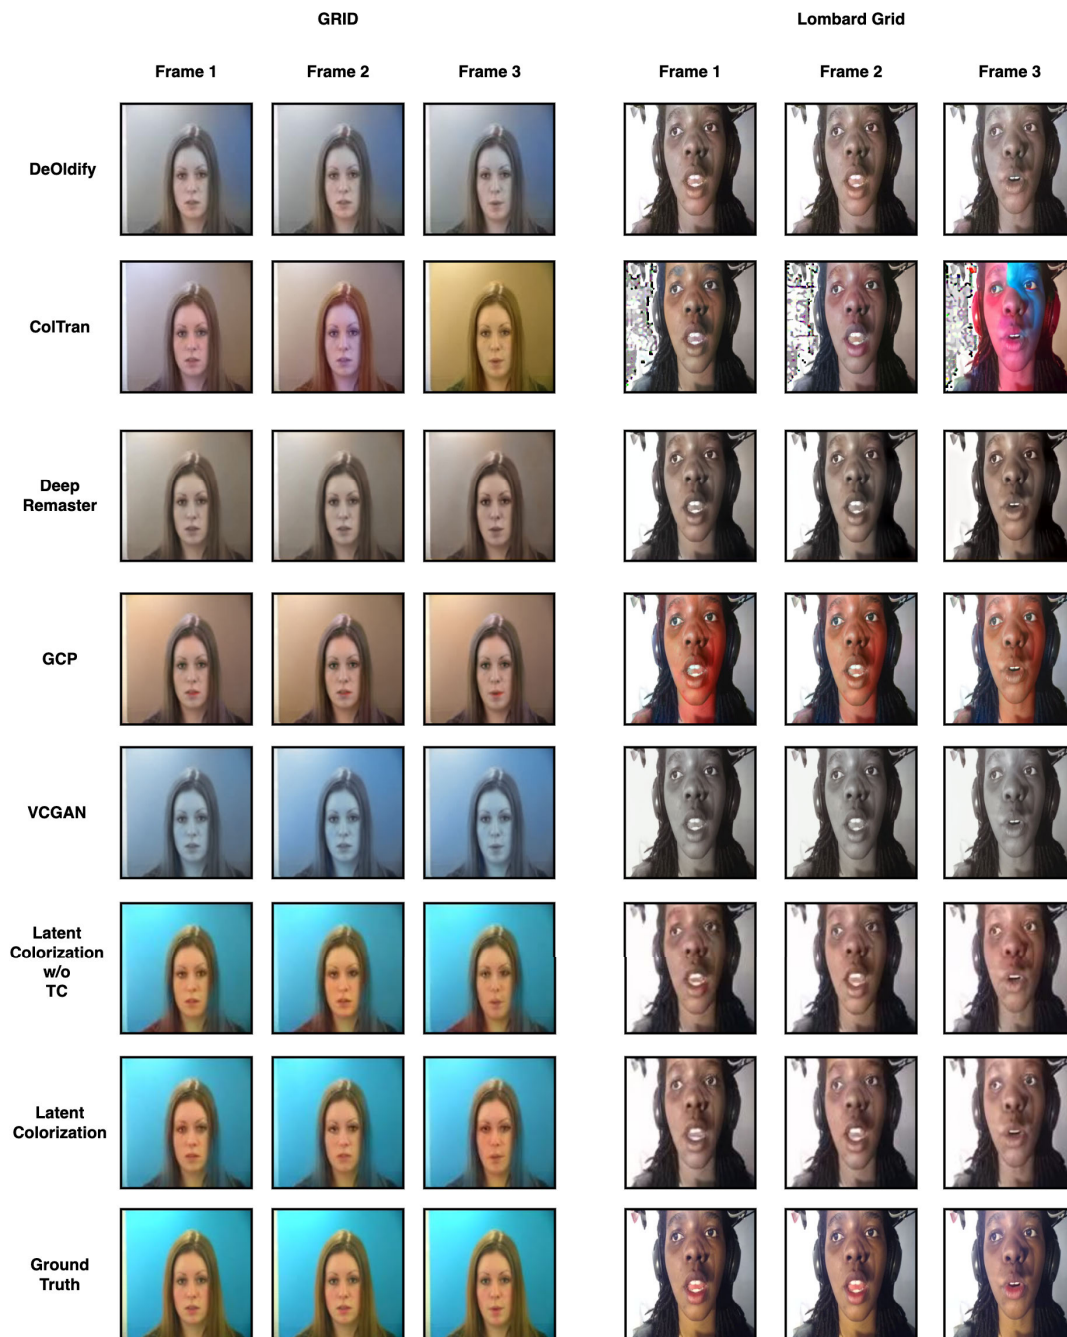 GRID
Lombard Grid
Frame 1
Frame 2
Frame 3
Frame 1
Frame 2
Frame 3
DeOldify
ColTran
Deep
Remaster
GCP
VCGAN
Latent
Colorization
w/o
TC
Latent
Colorization
Ground
Truth